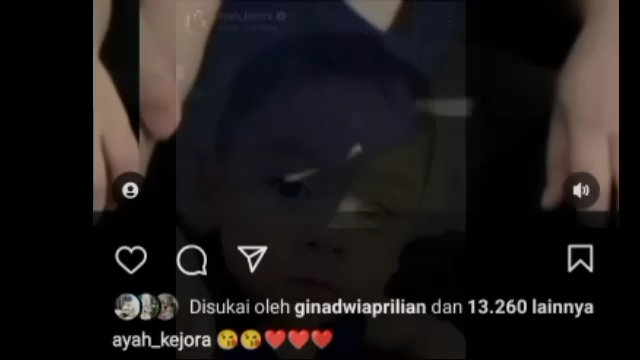 ayah_kejora
Disukai oleh ginadwiaprilian dan 13.260 lainnya
ayah_kejora 😘😘❤️❤️❤️